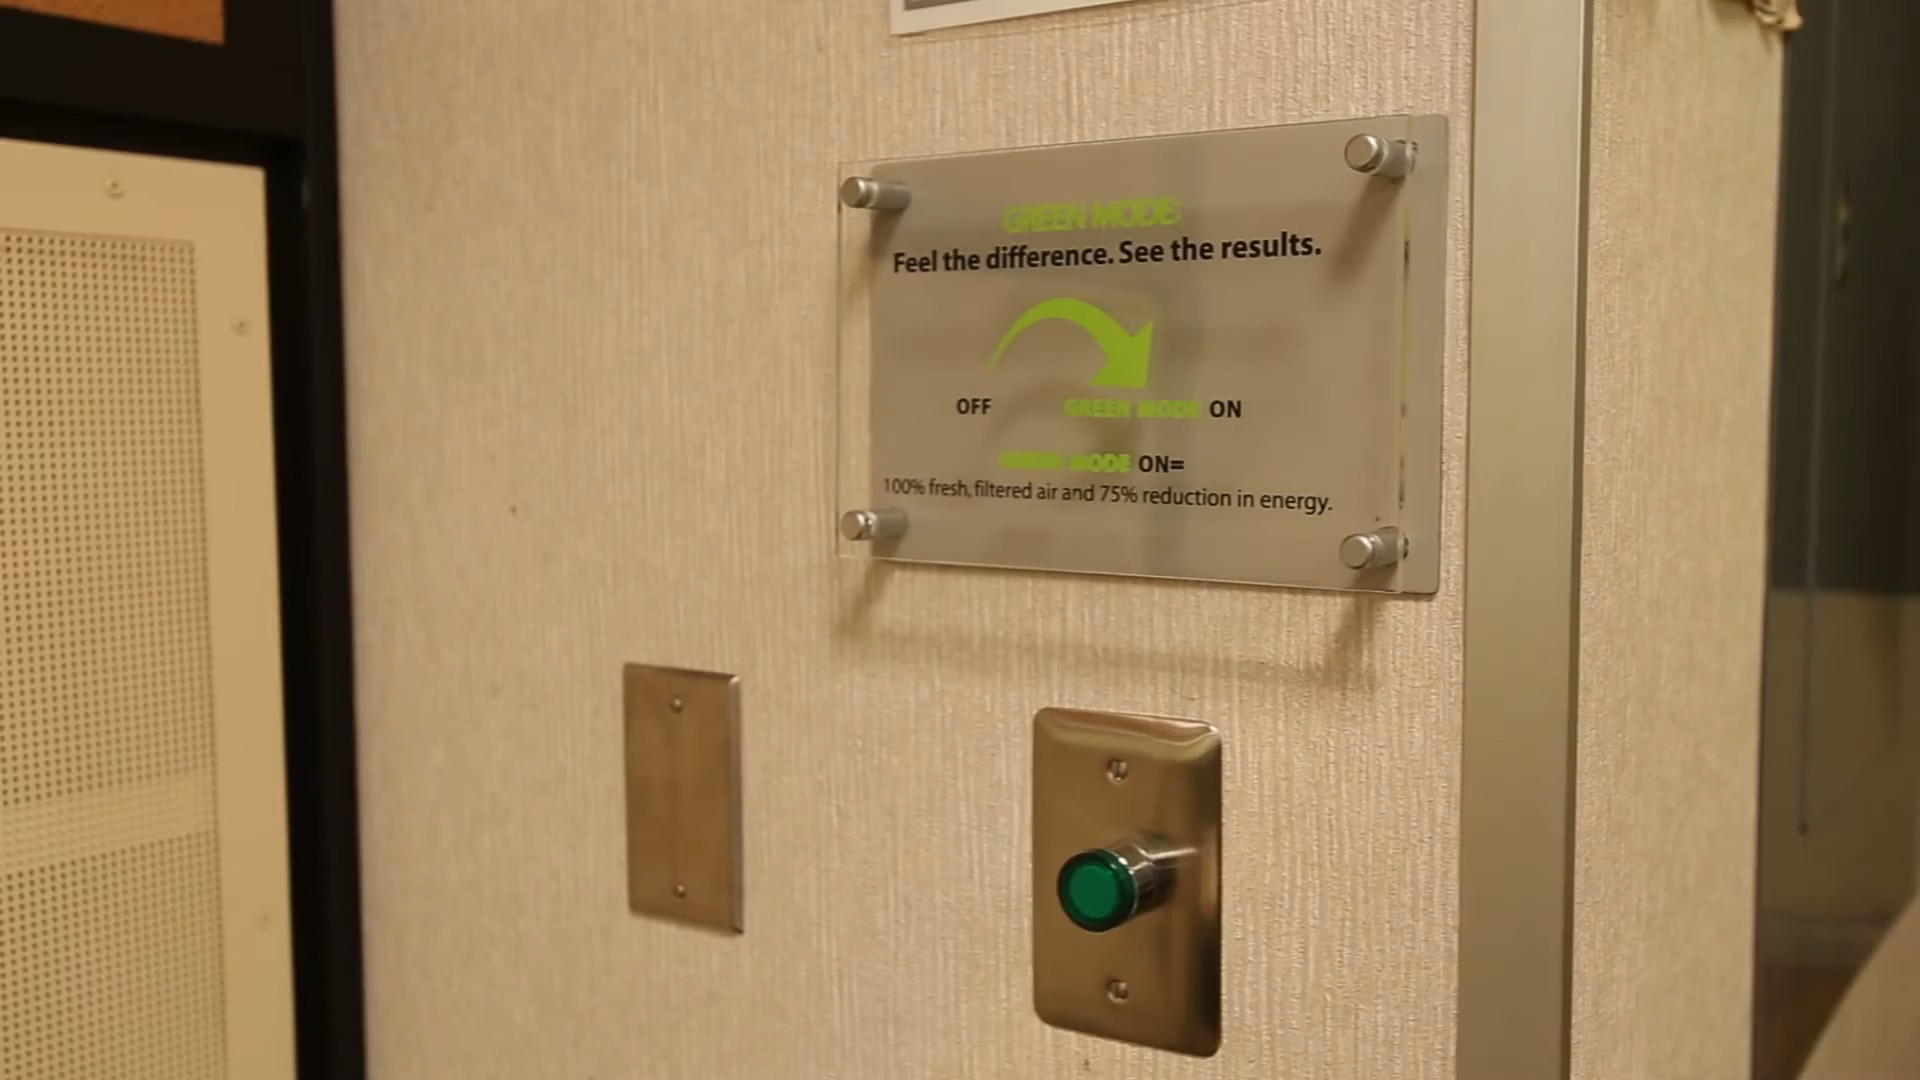 GREEN MODE:
Feel the difference. See the results.
OFF GREEN MODE ON
GREEN MODE ON=
100% fresh, filtered air and 75% reduction in energy.